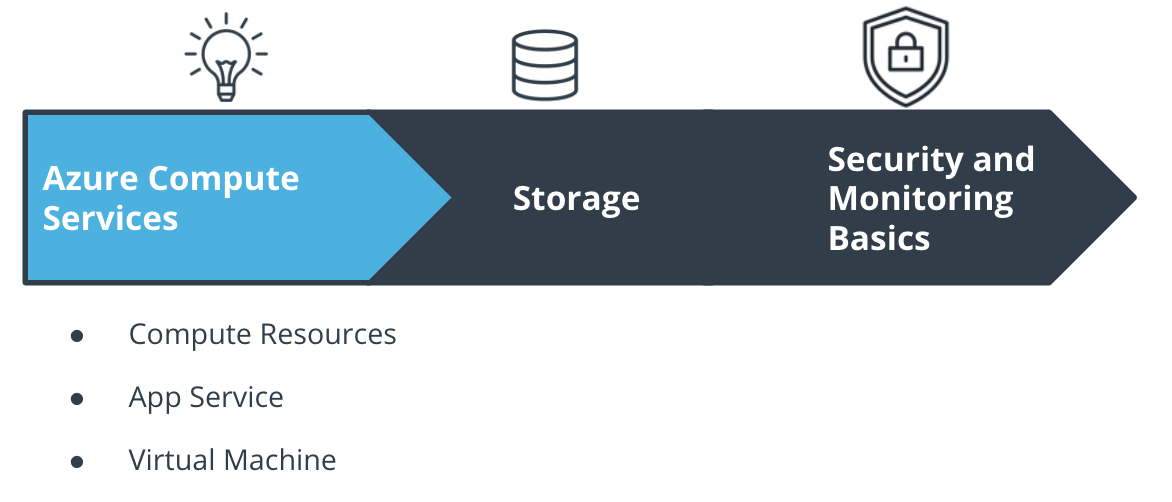 Azure Compute
Services
Storage
Security and
Monitoring
Basics
● Compute Resources
● App Service
● Virtual Machine